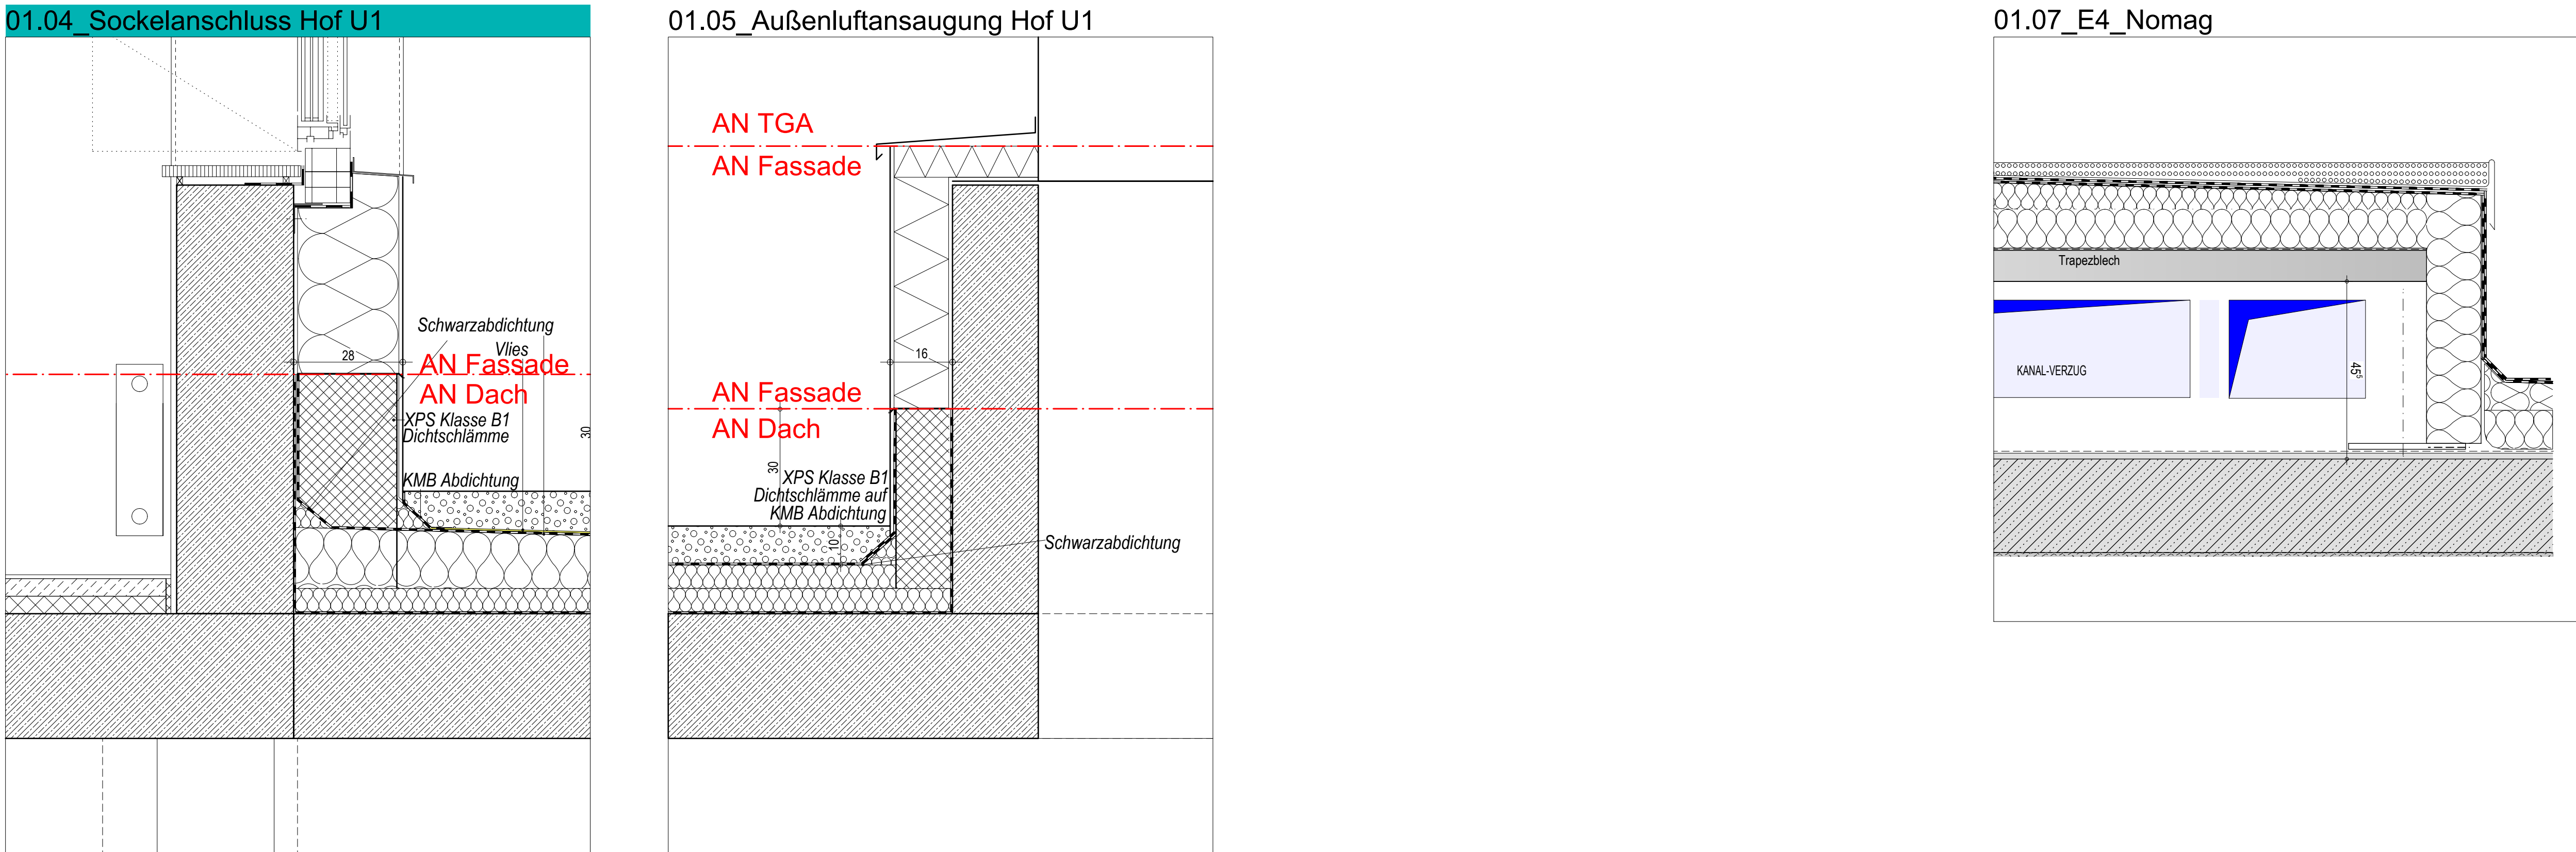 01.04_Sockelanschluss Hof U1
Schwarzabdichtung
Vlies
28
AN Fassade
AN Dach
XPS Klasse B1
Dichtschlämme
30
KMB Abdichtung
01.05_Außenluftansaugung Hof U1
AN TGA
AN Fassade
16
AN Fassade
AN Dach
30
XPS Klasse B1
Dichtschlämme auf
KMB Abdichtung
10
Schwarzabdichtung
01.07_E4_Nomag
Trapezblech
KANAL-VERZUG
45⁵